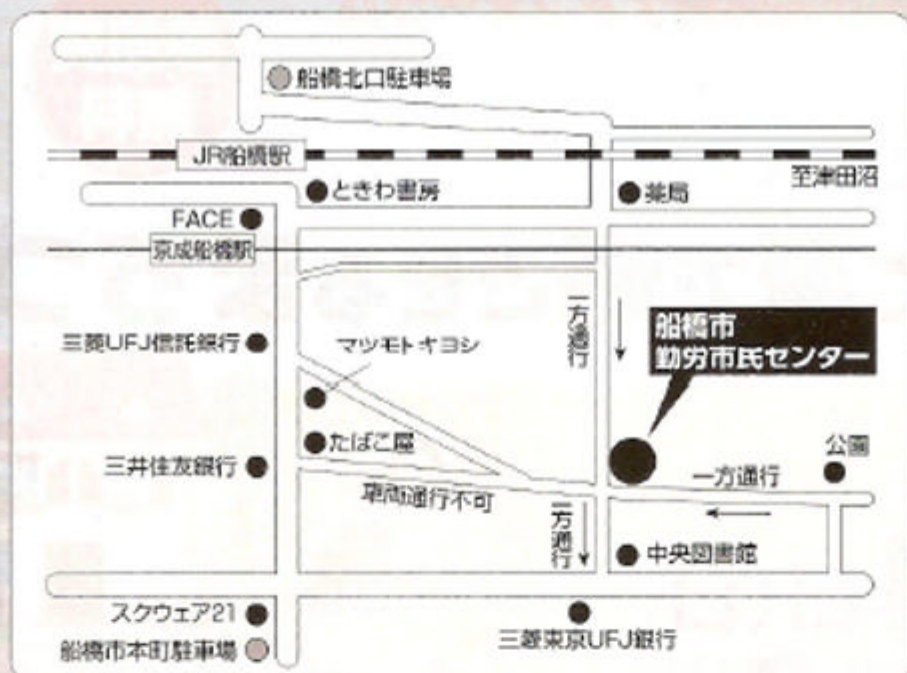 船橋北口駐車場
JR船橋駅
至津田沼
ときわ書房
薬局
FACE
京成船橋駅
一方通行
船橋市
勤労市民センター
三菱UFJ信託銀行
マツモトキヨシ
たばこ屋
公園
三井住友銀行
一方通行
車両通行不可
一方通行
中央図書館
スクウェア21
三菱東京UFJ銀行
船橋市本町駐車場